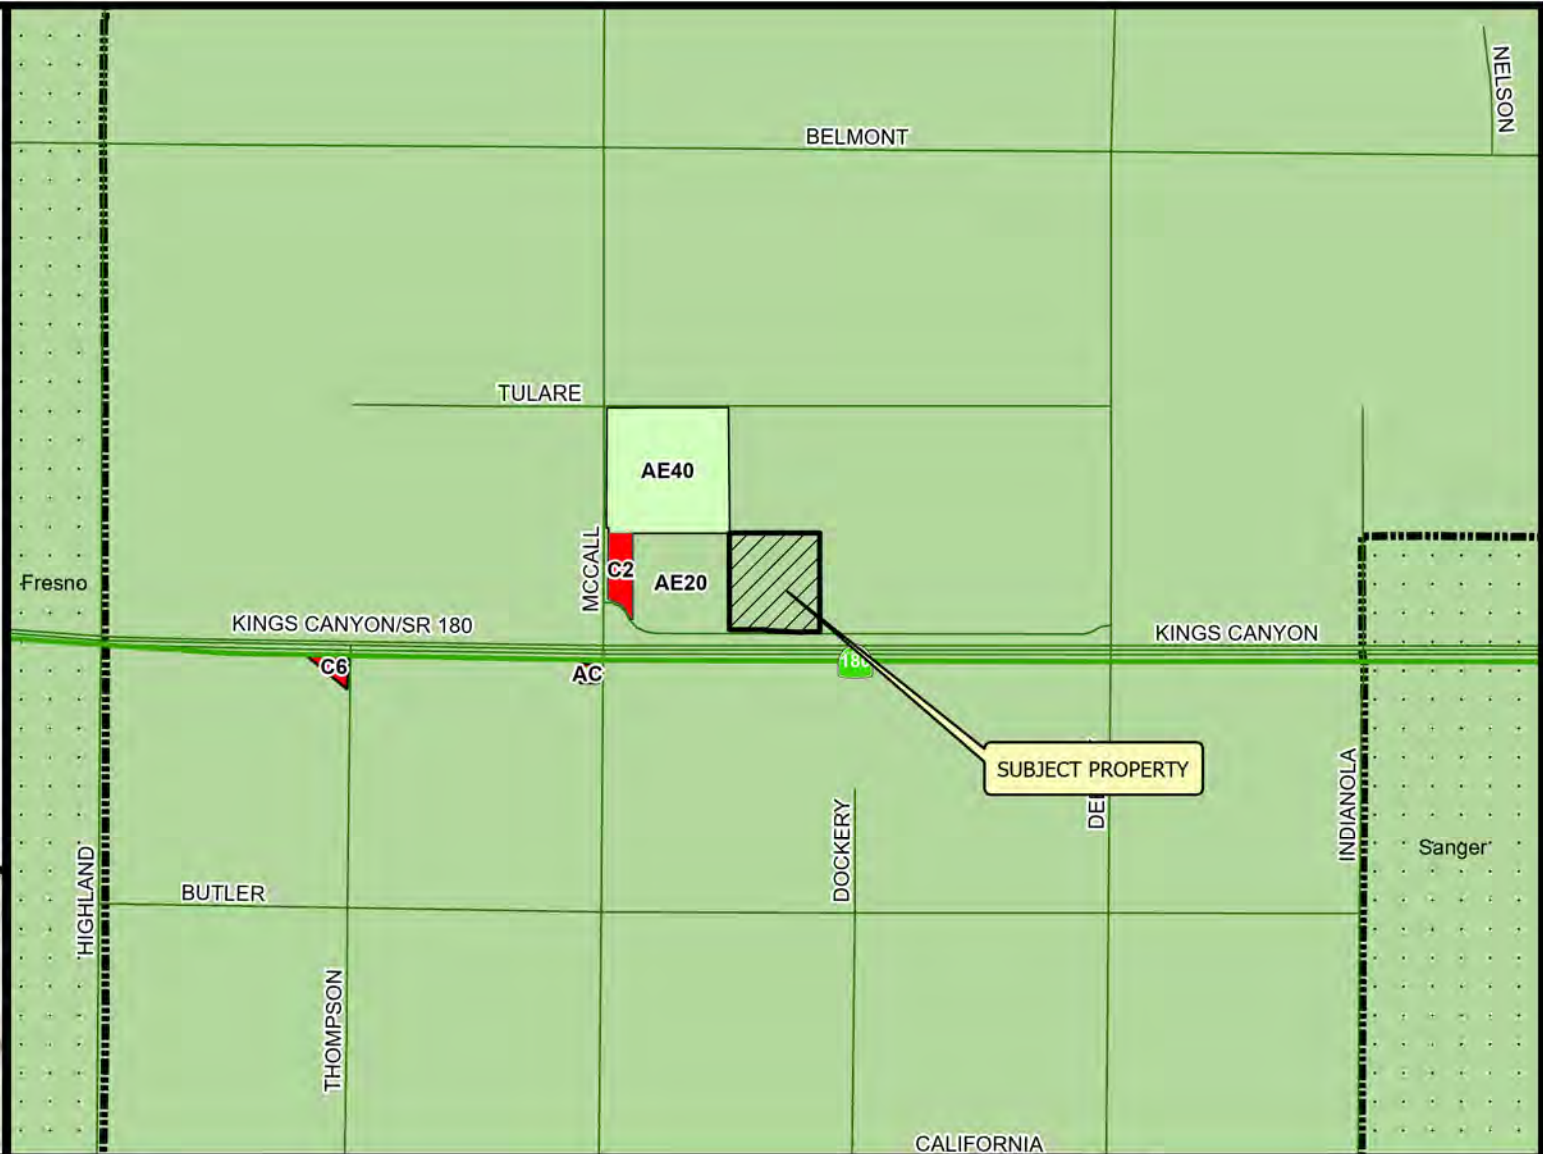 NELSON
BELMONT
TULARE
AE40
MCCALL
C2
AE20
Fresno
KINGS CANYON/SR 180
KINGS CANYON
C6
AC
180
SUBJECT PROPERTY
INDIANOLA
DOCKERY
Sanger
HIGHLAND
BUTLER
THOMPSON
CALIFORNIA